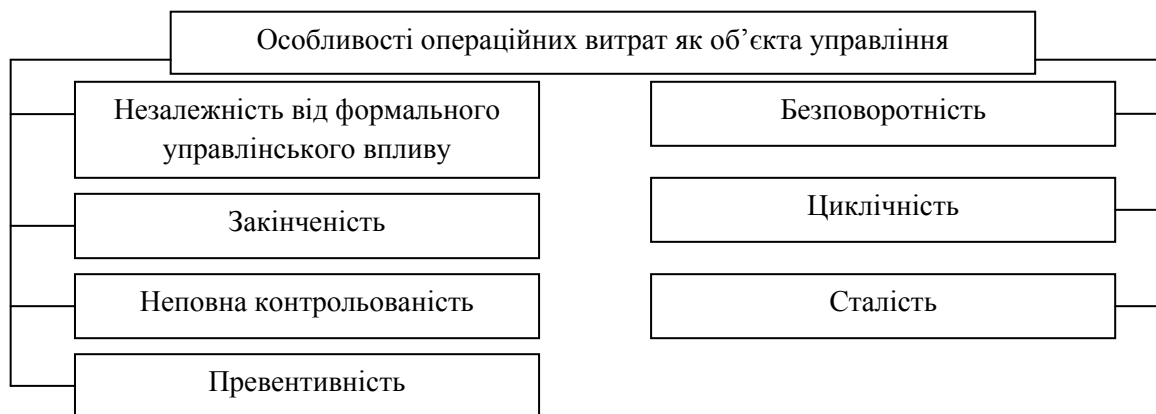 Особливості операційних витрат як об’єкта управління
Незалежність від формального
управлінського впливу
Закінченість
Неповна контрольованість
Превентивність
Безповоротність
Циклічність
Сталість